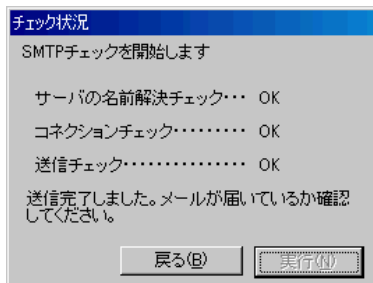 チェック状況
SMTPチェックを開始します
サーバの名前解決チェック・・・ OK
コネクションチェック・・・・・・・・・ OK
送信チェック・・・・・・・・・・・・・・・ OK
送信完了しました。メールが届いているか確認
してください。
戻る(B) 実行(N)